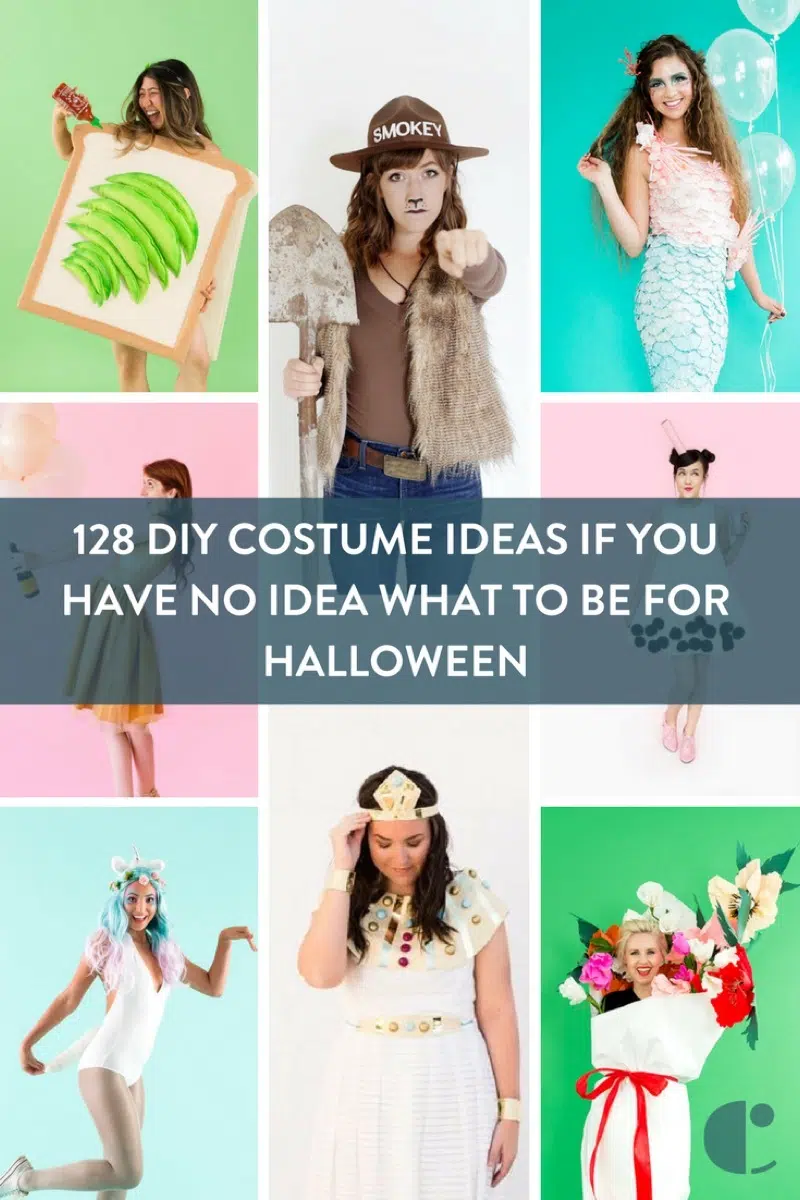 SMOKEY
128 DIY COSTUME IDEAS IF YOU
HAVE NO IDEA WHAT TO BE FOR
HALLOWEEN